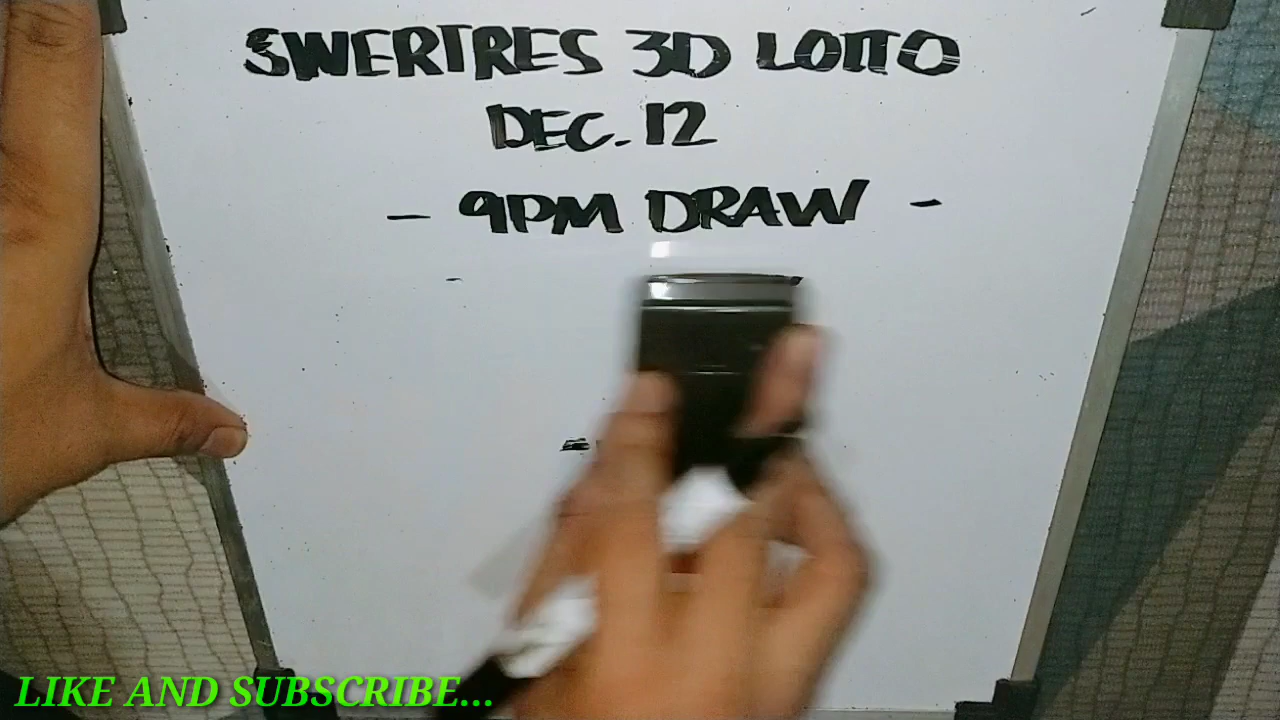 SWERTRES 3D LOTTO
DEC. 12
- 9PM DRAW -
LIKE AND SUBSCRIBE...